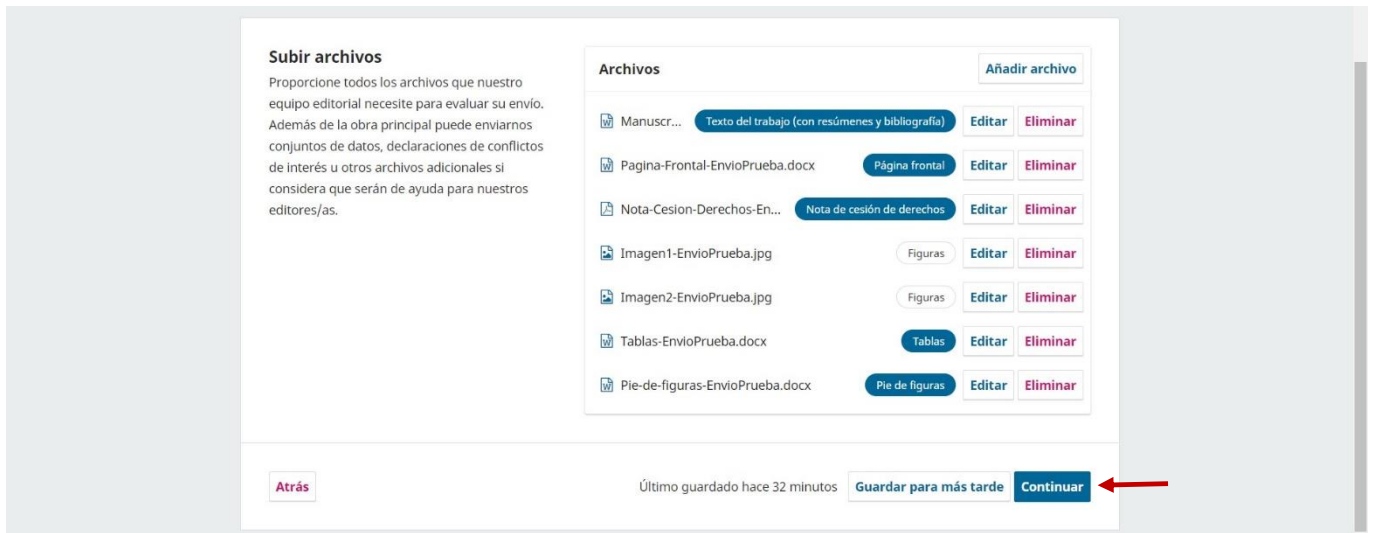 Subir archivos
Proporcione todos los archivos que nuestro
equipo editorial necesite para evaluar su envío.
Además de la obra principal puede enviarnos
conjuntos de datos, declaraciones de conflictos
de interés u otros archivos adicionales si
considera que serán de ayuda para nuestros
editores/as.
Archivos Añadir archivo
Manuscr... Texto del trabajo (con resúmenes y bibliografía) Editar Eliminar
Pagina-Frontal-EnvioPrueba.docx Página frontal Editar Eliminar
Nota-Cesion-Derechos-En... Nota de cesión de derechos Editar Eliminar
Imagen1-EnvioPrueba.jpg Figuras Editar Eliminar
Imagen2-EnvioPrueba.jpg Figuras Editar Eliminar
Tablas-EnvioPrueba.docx Tablas Editar Eliminar
Pie-de-figuras-EnvioPrueba.docx Pie de figuras Editar Eliminar
Atrás Último guardado hace 32 minutos Guardar para más tarde Continuar